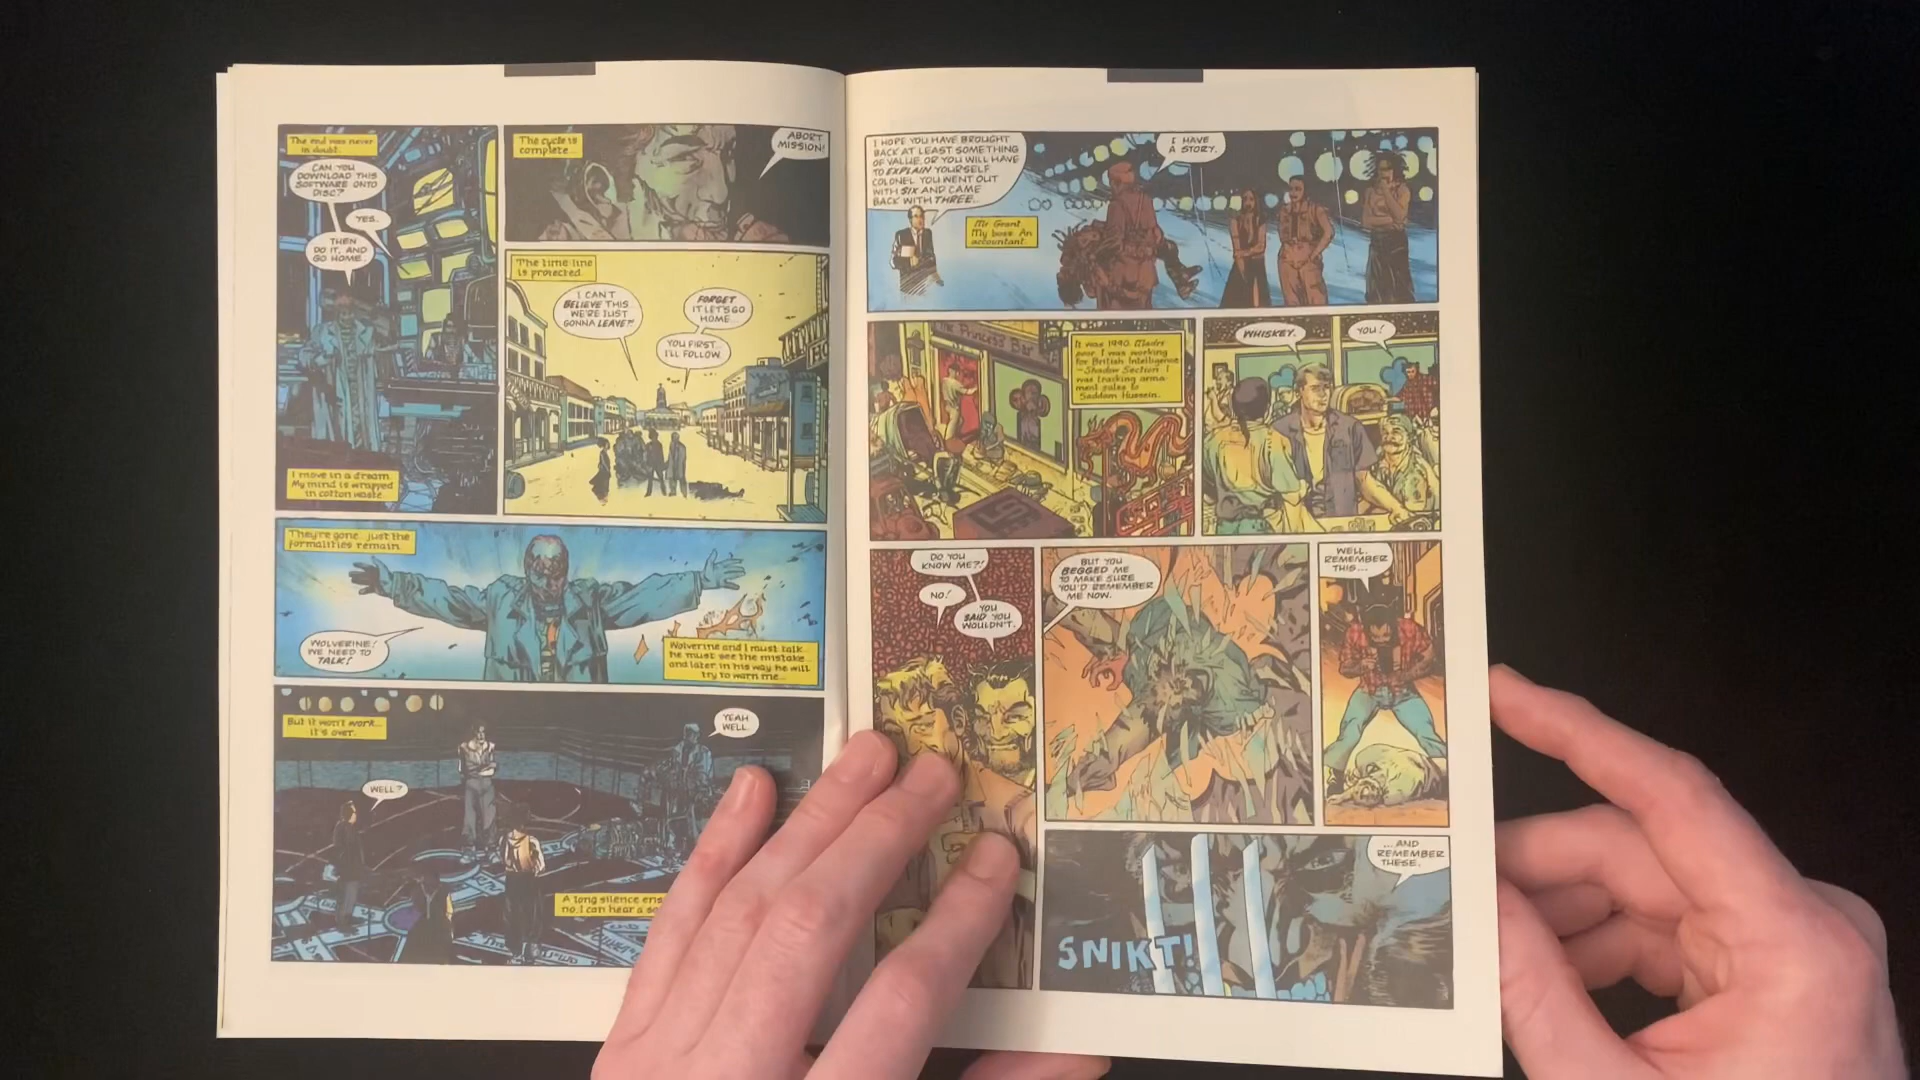 The end was never
in doubt.
CAN YOU
DOWNLOAD THIS
SOFTWARE ONTO
DISC?
YES.
THEN
DO IT, AND
GO HOME.
I move in a dream.
My mind is wrapped
in cotton waste.
The cycle is
complete...
ABORT
MISSION!
The time line
is protected.
I CAN'T
BELIEVE THIS
WE'RE JUST
GONNA LEAVE?!
FORGET
IT LET'S GO
HOME...
YOU FIRST...
I'LL FOLLOW.
They're gone, just the
formalities remain.
WOLVERINE!
WE NEED TO
TALK!
Wolverine and I must talk...
he must see the mistake...
and later, in his way he will
try to warn me...
But it won't work...
it's over.
YEAH
WELL.
WELL?
A long silence
no, I can hear a
I HOPE YOU HAVE BROUGHT
BACK AT LEAST SOMETHING
OF VALUE, OR YOU WILL HAVE
TO EXPLAIN YOURSELF
COLONEL. YOU WENT OUT
WITH SIX AND CAME
BACK WITH THREE...
I HAVE
A STORY.
Mr Grant
My boss. An
accountant.
The Princess Bar
It was 1940. Madripoor. I was working
for British Intelligence
—Shadow Section. I
was tracking armament sales to
Saddam Hussein.
WHISKEY.
YOU!
DO YOU
KNOW ME?!
NO!
YOU
SAID YOU
WOULDN'T.
BUT YOU
BEGGED ME
TO MAKE SURE
YOU'D REMEMBER
ME NOW.
WELL,
REMEMBER
THIS...
...AND
REMEMBER
THESE.
SNIKT!